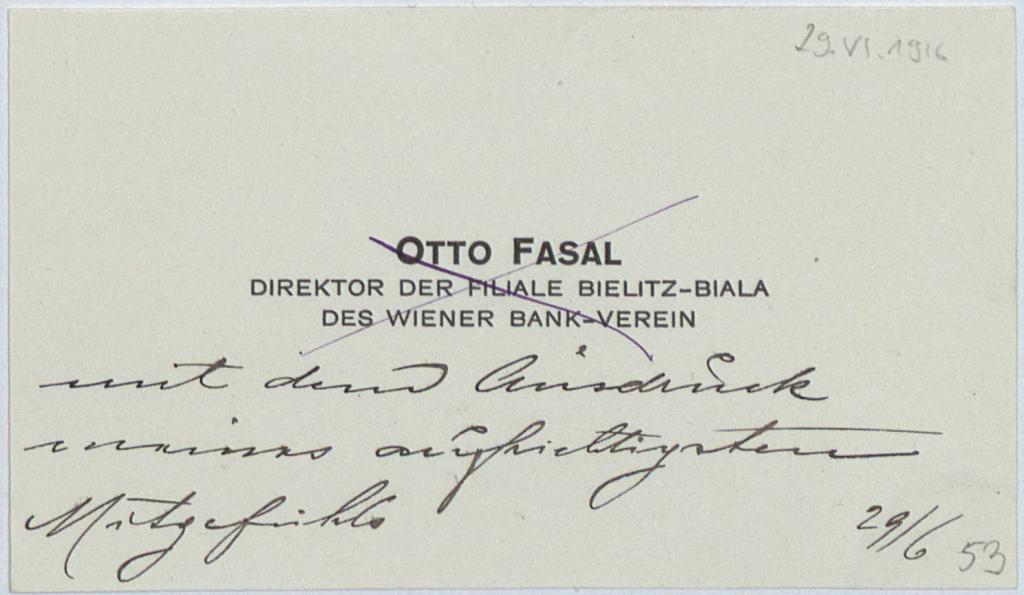 29.VI.1916
OTTO FASAL
DIREKTOR DER FILIALE BIELITZ-BIALA
DES WIENER BANK-VEREIN
mit dem Ausdruck
meines aufrichtigsten
Mitgefühls
29/6
53